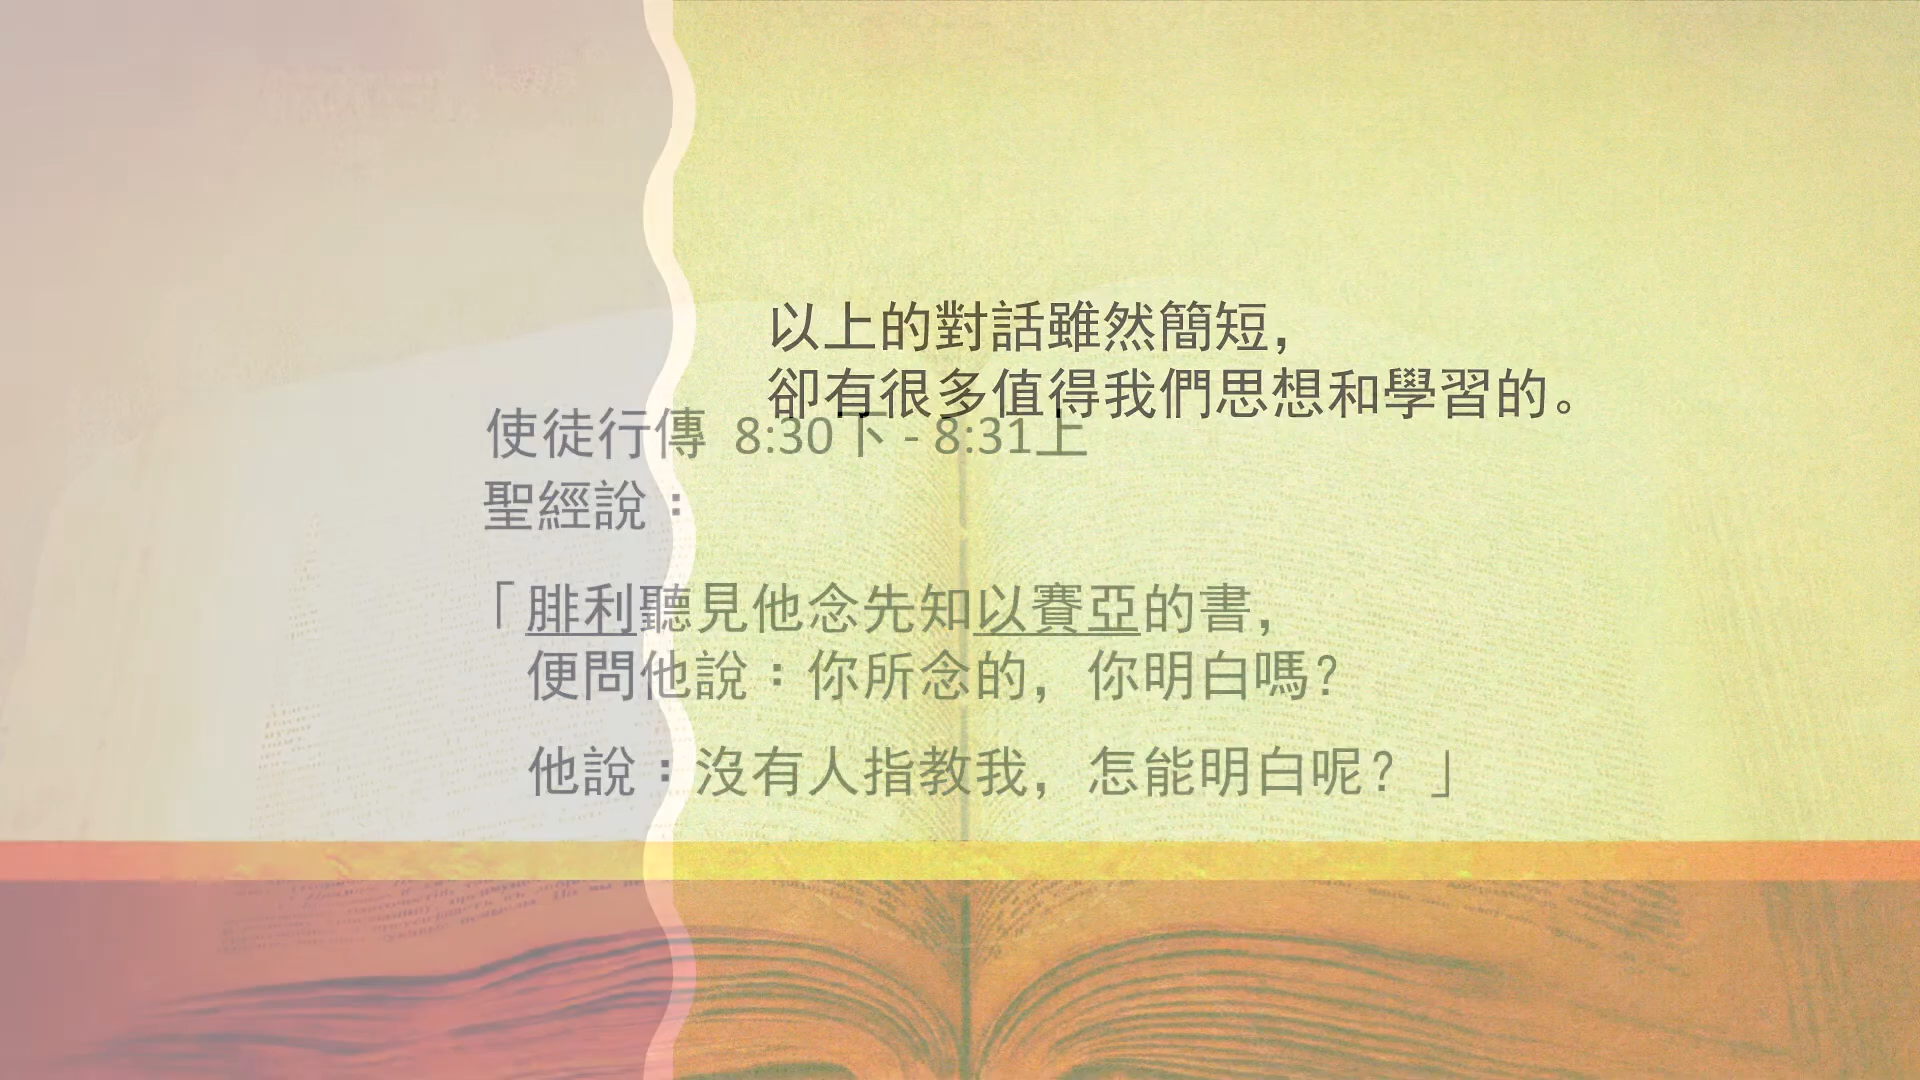 以上的對話雖然簡短，
卻有很多值得我們思想和學習的。
使徒行傳 8:30下 - 8:31上
聖經說：
「腓利聽見他念先知以賽亞的書，
便問他說：你所念的，你明白嗎？
他說：沒有人指教我，怎能明白呢？」